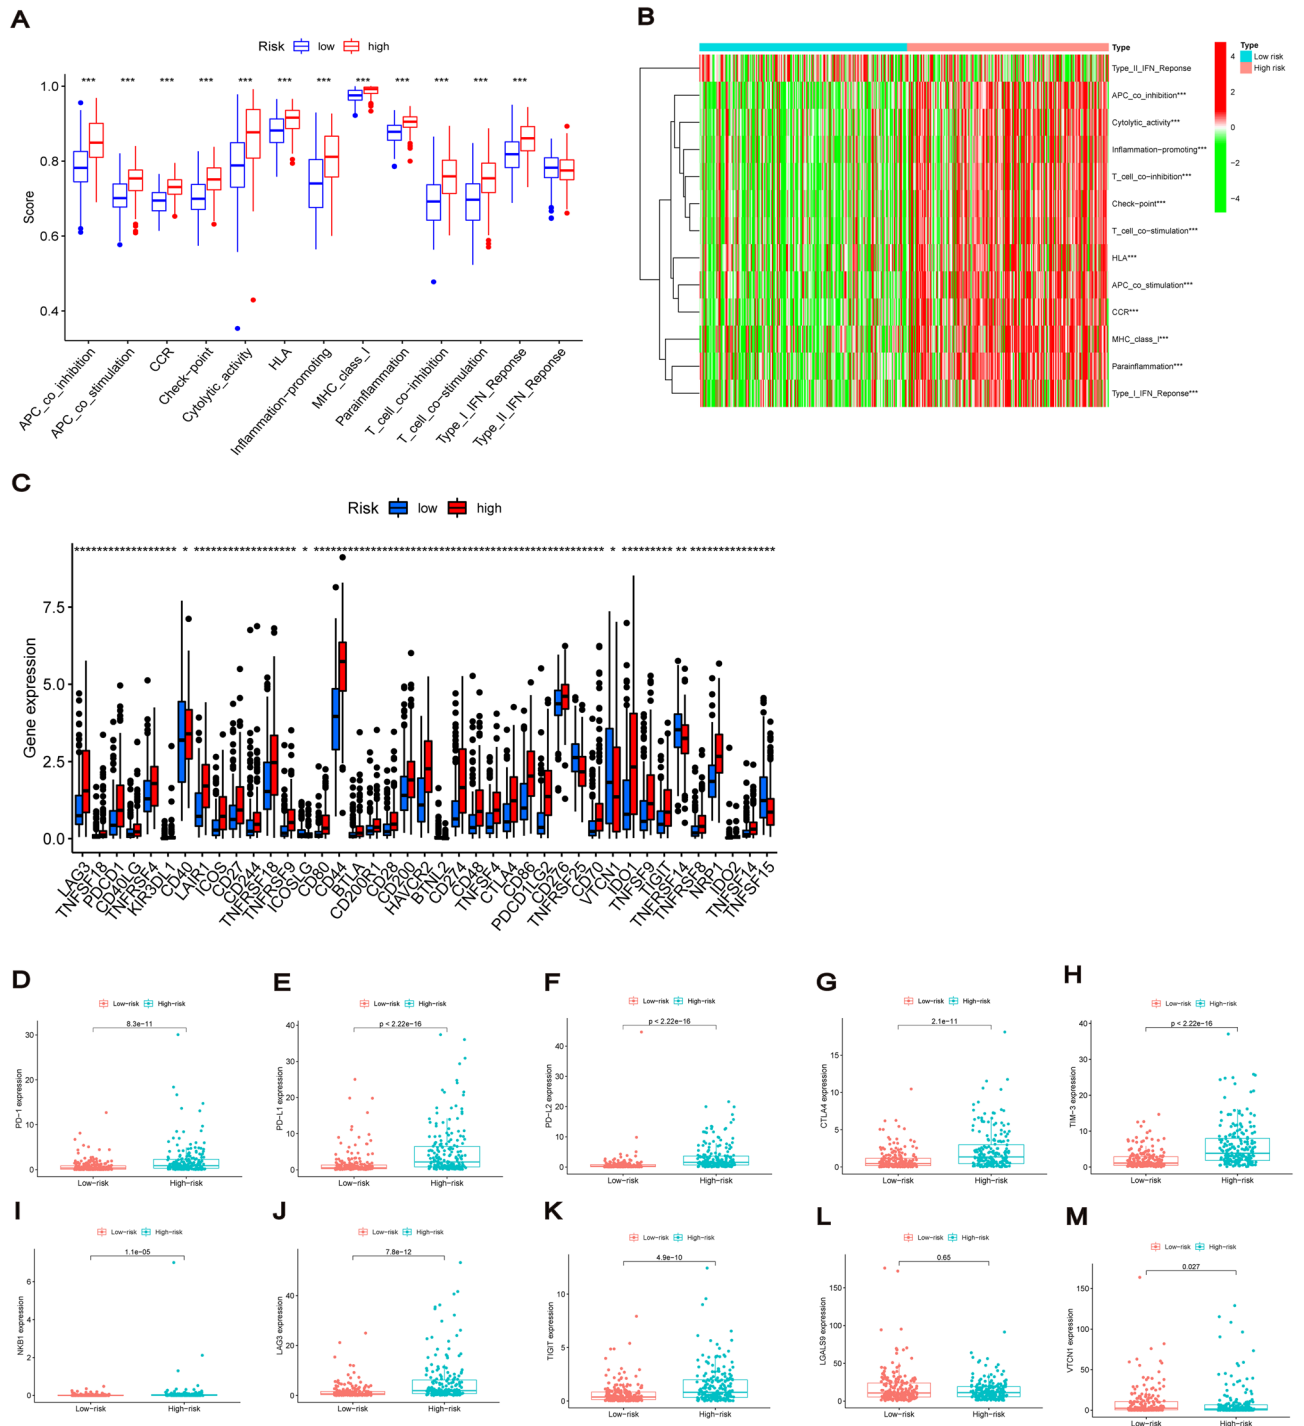 A
Risk low high
*** *** *** *** *** *** *** *** *** *** *** ***
Score
1.0
0.8
0.6
0.4
APC_co_inhibition
APC_co_stimulation
CCR
Check-point
Cytolytic_activity
HLA
Inflammation-promoting
MHC_class_I
Parainflammation
T_cell_co-inhibition
T_cell_co-stimulation
Type_I_IFN_Reponse
Type_II_IFN_Reponse
B
Type
Type_II_IFN_Reponse
APC_co_inhibition***
Cytolytic_activity***
Inflammation-promoting***
T_cell_co-inhibition***
Check-point***
T_cell_co-stimulation***
HLA***
APC_co_stimulation***
CCR***
MHC_class_I***
Parainflammation***
Type_I_IFN_Reponse***
4
2
0
-2
-4
Type
Low risk
High risk
C
Risk low high
Gene expression
7.5
5.0
2.5
0.0
LAG3
TNFSF18
PDCD1
CD40LG
TNFRSF4
KIR3DL1
CD40
LAIR1
ICOS
CD27
CD244
TNFRSF18
TNFRSF9
ICOSLG
CD80
CD44
BTLA
CD200R1
CD28
CD200
HAVCR2
BTNL2
CD274
CD48
TNFSF4
CTLA4
CD86
PDCD1LG2
CD276
TNFRSF25
CD70
VTCN1
IDO1
TNFSF9
TIGIT
TNFRSF14
TNFRSF8
NRP1
IDO2
TNFSF14
TNFSF15
D
Low-risk High-risk
8.3e-11
PD-1 expression
30
20
10
0
Low-risk High-risk
E
Low-risk High-risk
p < 2.22e-16
PD-L1 expression
40
30
20
10
0
Low-risk High-risk
F
Low-risk High-risk
p < 2.22e-16
PD-L2 expression
40
30
20
10
0
Low-risk High-risk
G
Low-risk High-risk
2.1e-11
CTLA4 expression
15
10
5
0
Low-risk High-risk
H
Low-risk High-risk
p < 2.22e-16
TIM-3 expression
40
30
20
10
0
Low-risk High-risk
I
Low-risk High-risk
1.1e-05
NKB1 expression
6
4
2
0
Low-risk High-risk
J
Low-risk High-risk
7.8e-12
LAG3 expression
40
20
0
Low-risk High-risk
K
Low-risk High-risk
4.9e-10
TIGIT expression
10
5
0
Low-risk High-risk
L
Low-risk High-risk
0.65
LGALS9 expression
150
100
50
0
Low-risk High-risk
M
Low-risk High-risk
0.027
VTCN1 expression
150
100
50
0
Low-risk High-risk